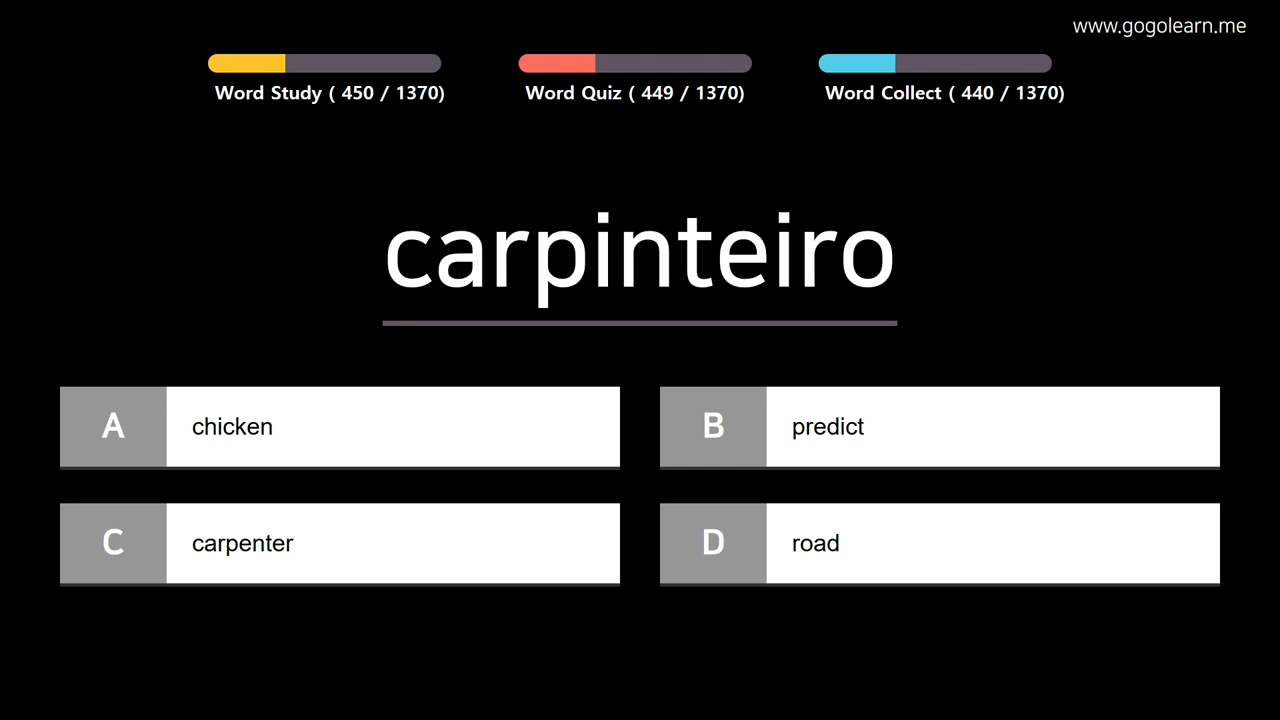 www.gogolearn.me
Word Study ( 450 / 1370)
Word Quiz ( 449 / 1370)
Word Collect ( 440 / 1370)
carpinteiro
A chicken
B predict
C carpenter
D road